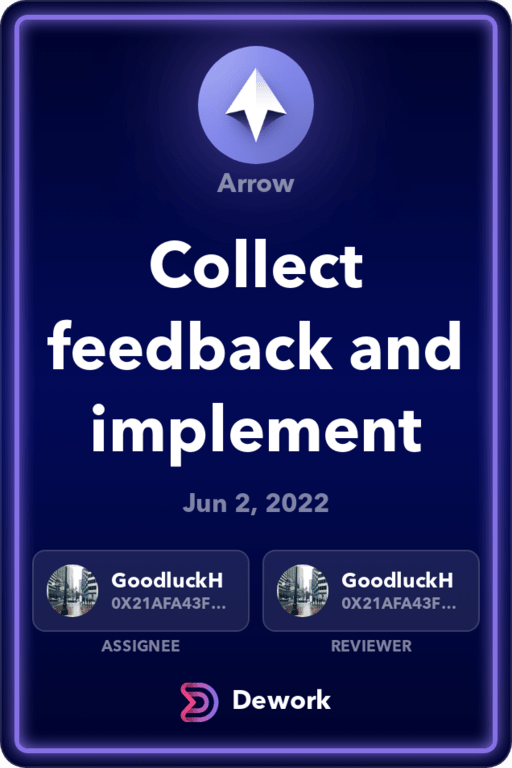 Arrow
Collect
feedback and
implement
Jun 2, 2022
GoodluckH
0X21AFA43F...
ASSIGNEE
GoodluckH
0X21AFA43F...
REVIEWER
Dework